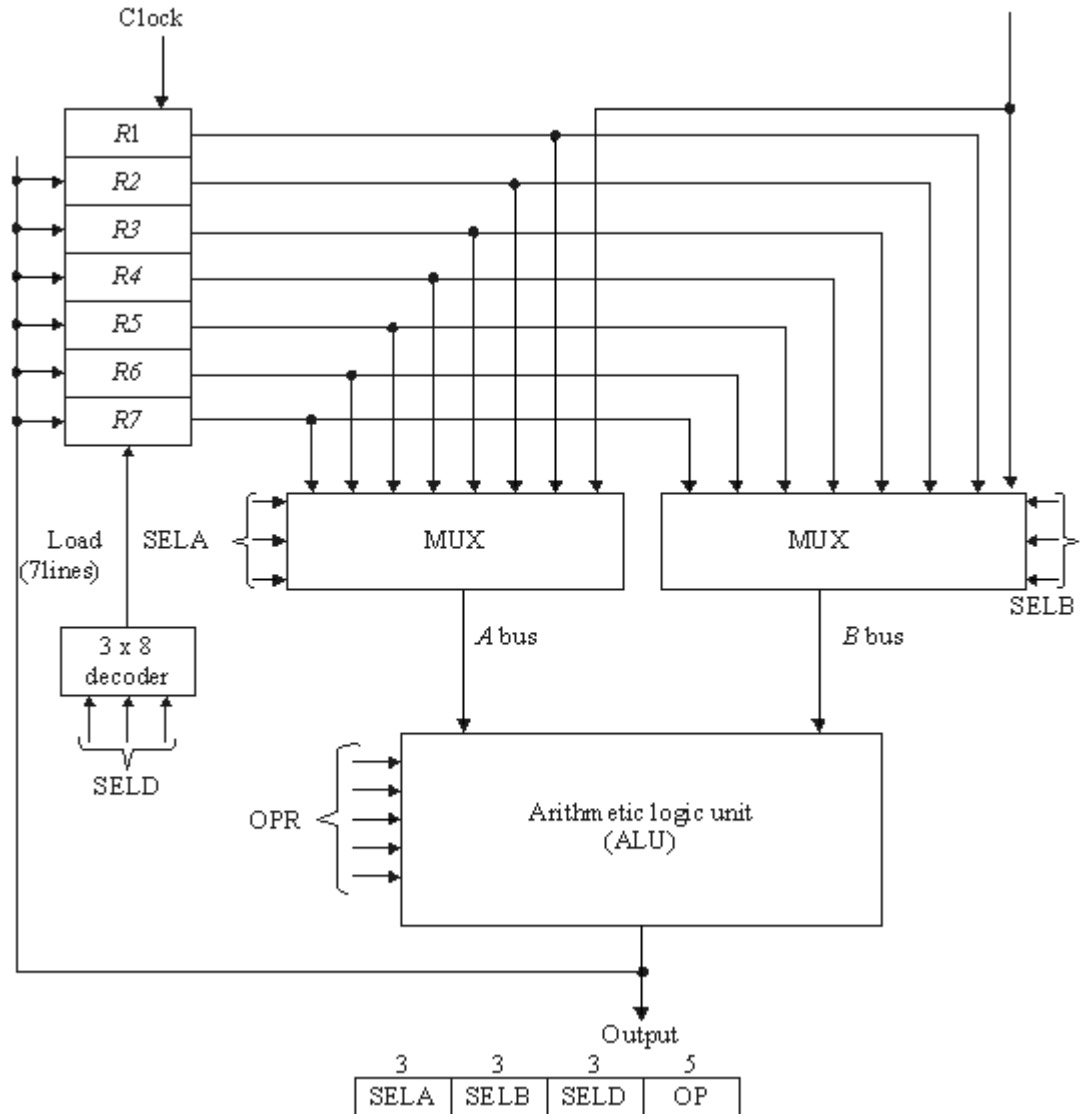 Clock
R1
R2
R3
R4
R5
R6
R7
Load
(7lines)
SELA
MUX
MUX
SELB
A bus
B bus
3 x 8
decoder
SELD
OPR
Arithmetic logic unit
(ALU)
Output
3 3 3 5
SELA SELB SELD OP